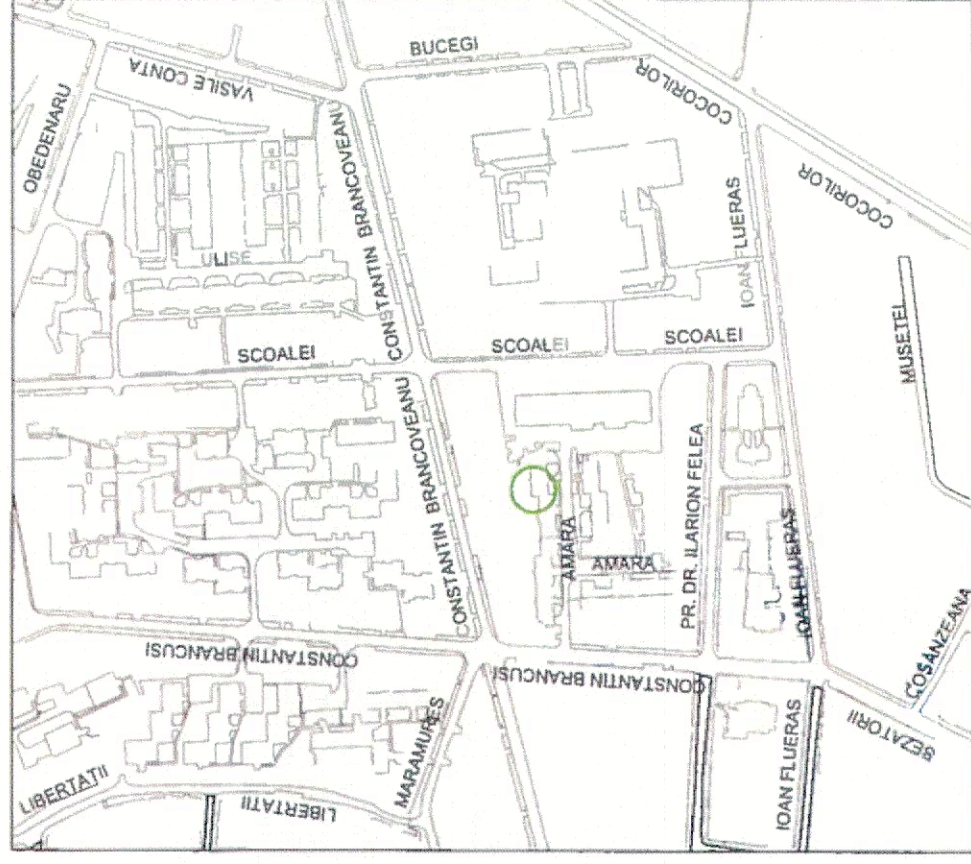 BUCEGI
VASILE CONTA
COCORILOR
OBEDENARU
CONSTANTIN BRANCOVEANU
COCORILOR
IOAN FLUERAS
ULISE
MUSETEI
SCOALEI
SCOALEI
SCOALEI
CONSTANTIN BRANCOVEANU
PR. DR. ILARION FELEA
AMARA
AMARA
IOAN FLUERAS
COSANZEANA
CONSTANTIN BRANCUSI
CONSTANTIN BRANCUSI
MARAMURES
IOAN FLUERAS
SEZATORII
LIBERTATII
LIBERTATII